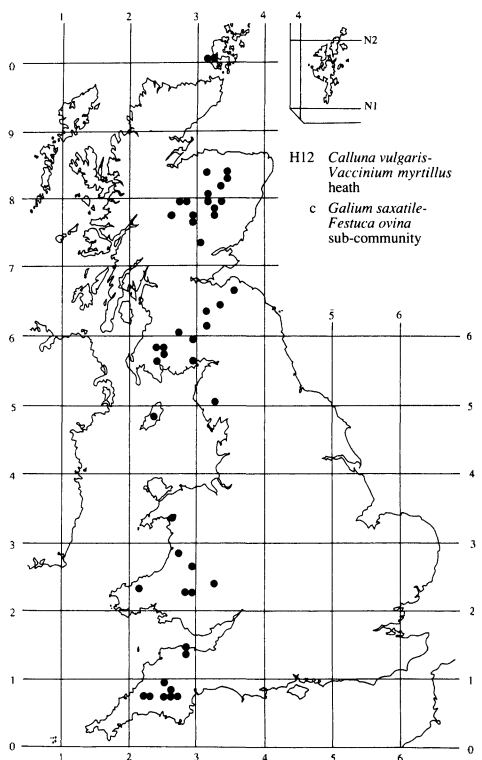 1 2 3 4
4
N2
N1
0
9
8
7
H12 Calluna vulgaris-
Vaccinium myrtillus
heath
c Galium saxatile-
Festuca ovina
sub-community
5 6
6 6
5 5
4 4
3 3
2 2
1 1
0 0
1 2 3 4 5 6